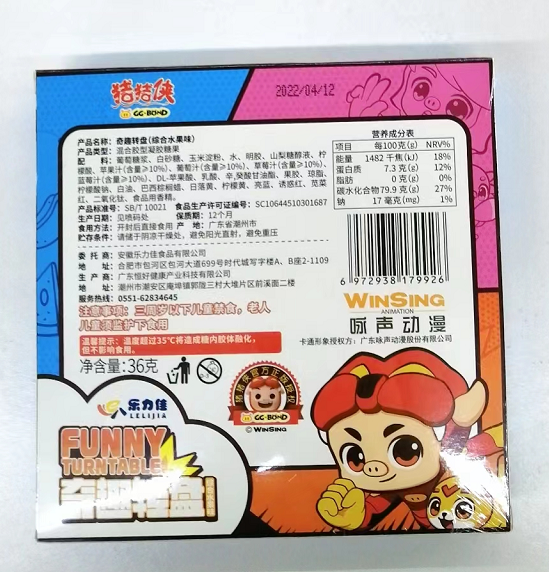 猪猪侠
GG·BOND
2022/04/12
产品名称：奇趣转盘(综合水果味)
产品类型：混合胶型凝胶糖果
配　　料：葡萄糖浆、白砂糖、玉米淀粉、水、明胶、山梨糖醇液、柠
檬酸、苹果汁(含量≥10%)、葡萄汁(含量≥10%)、草莓汁(含量≥10%)、
蓝莓汁(含量≥10%)、DL-苹果酸、乳酸、辛,癸酸甘油酯、果胶、琼脂、
柠檬酸钠、白油、巴西棕榈蜡、日落黄、柠檬黄、亮蓝、诱惑红、苋菜
红、二氧化钛、食品用香精。
产品标准号：SB/T 10021　食品生产许可证编号：SC10644510301687
生产日期：见喷码处　保质期：12个月
食用方法：开封后直接食用　产　地：广东省潮州市
贮存条件：请储于阴凉干燥处，避免阳光直射，避免重压
委 托 商：安徽乐力佳食品有限公司
地　　址：合肥市包河区包河大道699号时代城写字楼A、B座2-1109
生 产 商：广东恒好健康产业科技有限公司
地　　址：潮州市潮安区庵埠镇郭陇三村大堆片区前溪面二楼
服务热线：0551-62834645
注意事项：三周岁以下儿童禁食，老人
儿童须监护下食用
温馨提示：温度超过35℃将造成糖内胶体融化，
但不影响食用。
净含量：36克
营养成分表
项目 每100克(g) NRV%
能量 1482 千焦(kJ) 18%
蛋白质 7.3 克(g) 12%
脂肪 0 克(g) 0%
碳水化合物 79.9 克(g) 27%
钠 17 毫克(mg) 1%
6 972938 179926
WINSING
ANIMATION
咏声动漫
卡通形象授权方：广东咏声动漫股份有限公司
猪猪侠官方正版授权
GG·BOND
© WINSING
乐力佳
LELIJIA
FUNNY
TURNTABLE
奇趣转盘